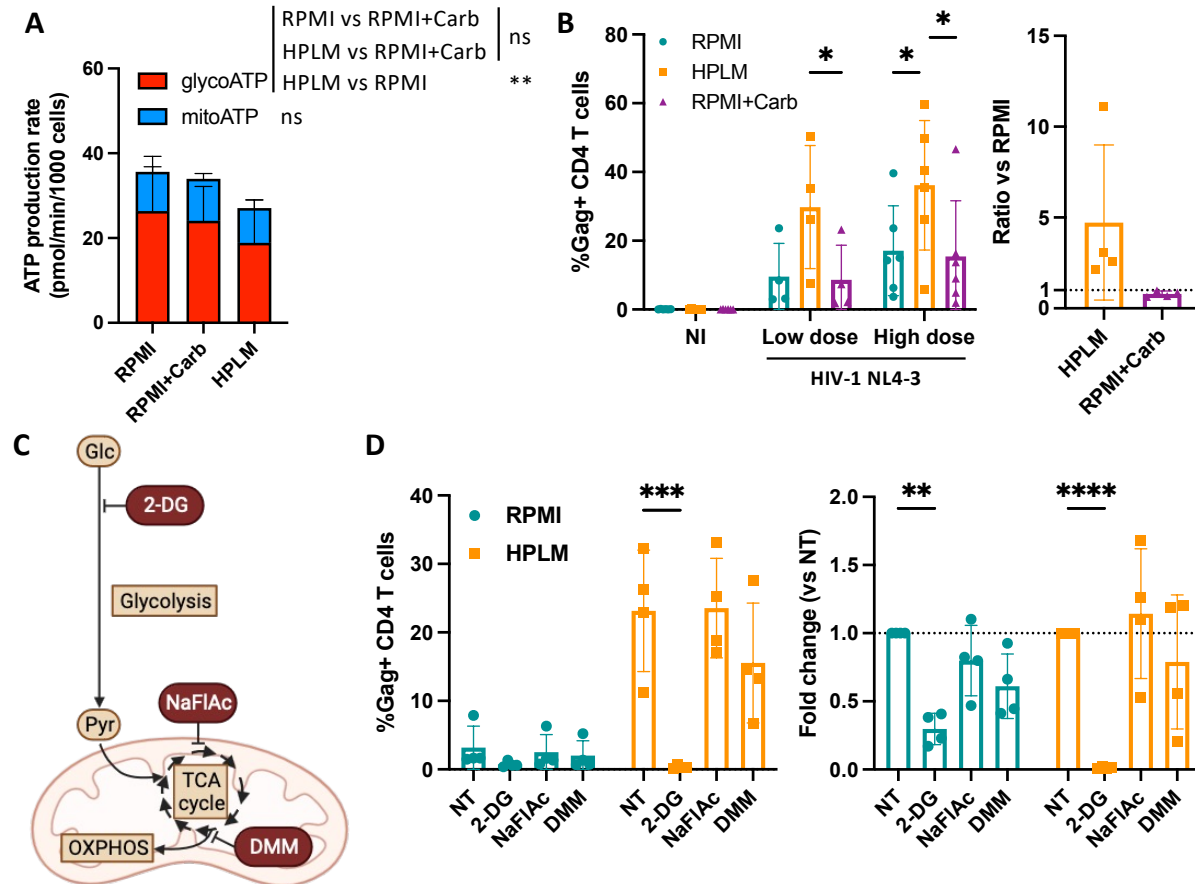 A
RPMI vs RPMI+Carb
HPLM vs RPMI+Carb
ns
HPLM vs RPMI
**
glycoATP
mitoATP
ns
ATP production rate
(pmol/min/1000 cells)
60
40
20
0
RPMI
RPMI+Carb
HPLM
B
RPMI
HPLM
RPMI+Carb
*
*
*
%Gag+ CD4 T cells
80
60
40
20
0
NI
Low dose
High dose
HIV-1 NL4-3
Ratio vs RPMI
15
10
5
1
0
HPLM
RPMI+Carb
C
Glc
2-DG
Glycolysis
NaFlAc
Pyr
TCA
cycle
OXPHOS
DMM
D
RPMI
HPLM
***
%Gag+ CD4 T cells
40
30
20
10
0
NT
2-DG
NaFlAc
DMM
NT
2-DG
NaFlAc
DMM
**
****
Fold change (vs NT)
2.0
1.5
1.0
0.5
0.0
NT
2-DG
NaFlAc
DMM
NT
2-DG
NaFlAc
DMM